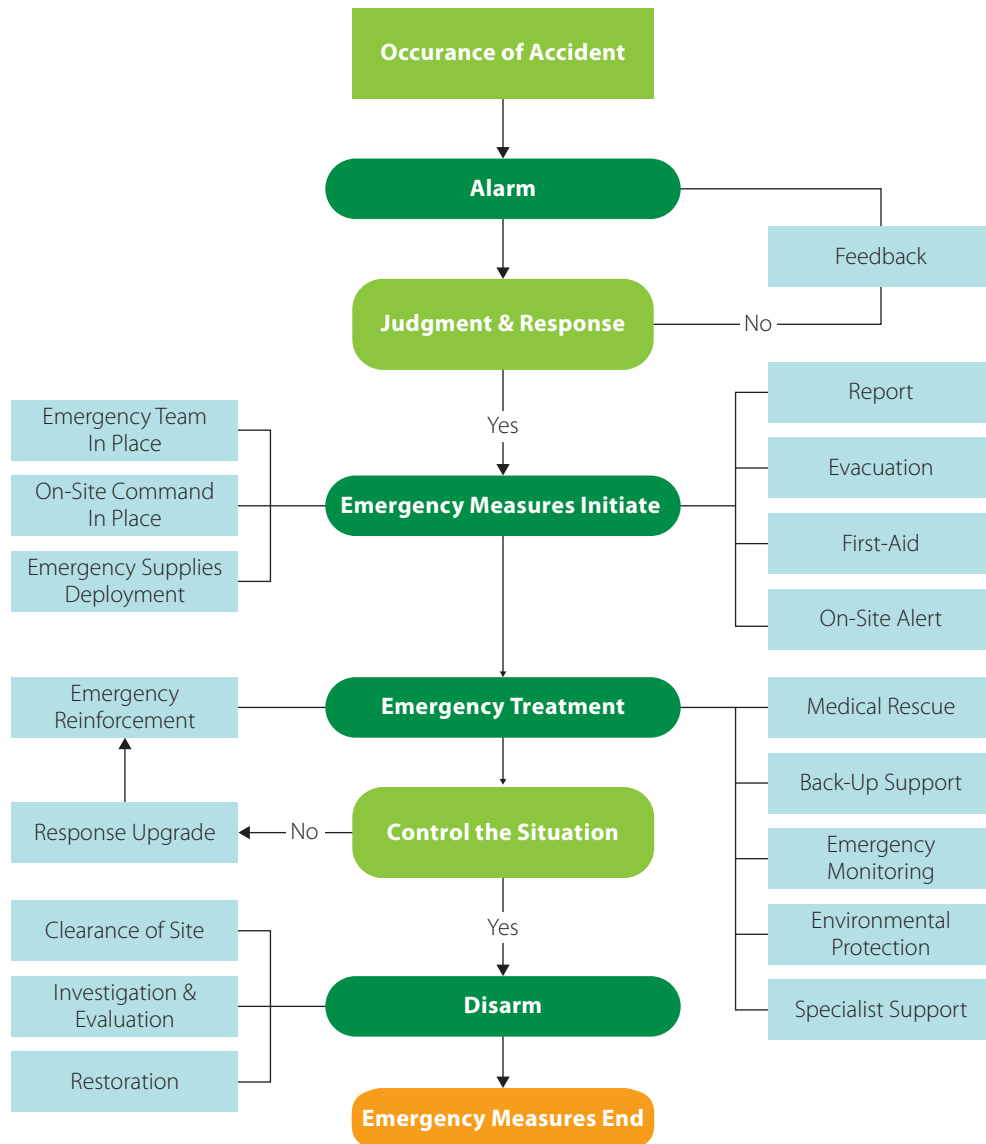 Occurance of Accident
Alarm
Feedback
Judgment & Response
No
Yes
Report
Emergency Team
In Place
Evacuation
On-Site Command
In Place
Emergency Measures Initiate
First-Aid
Emergency Supplies
Deployment
On-Site Alert
Emergency
Reinforcement
Emergency Treatment
Medical Rescue
Back-Up Support
Response Upgrade
No
Control the Situation
Emergency
Monitoring
Clearance of Site
Yes
Environmental
Protection
Investigation &
Evaluation
Disarm
Specialist Support
Restoration
Emergency Measures End